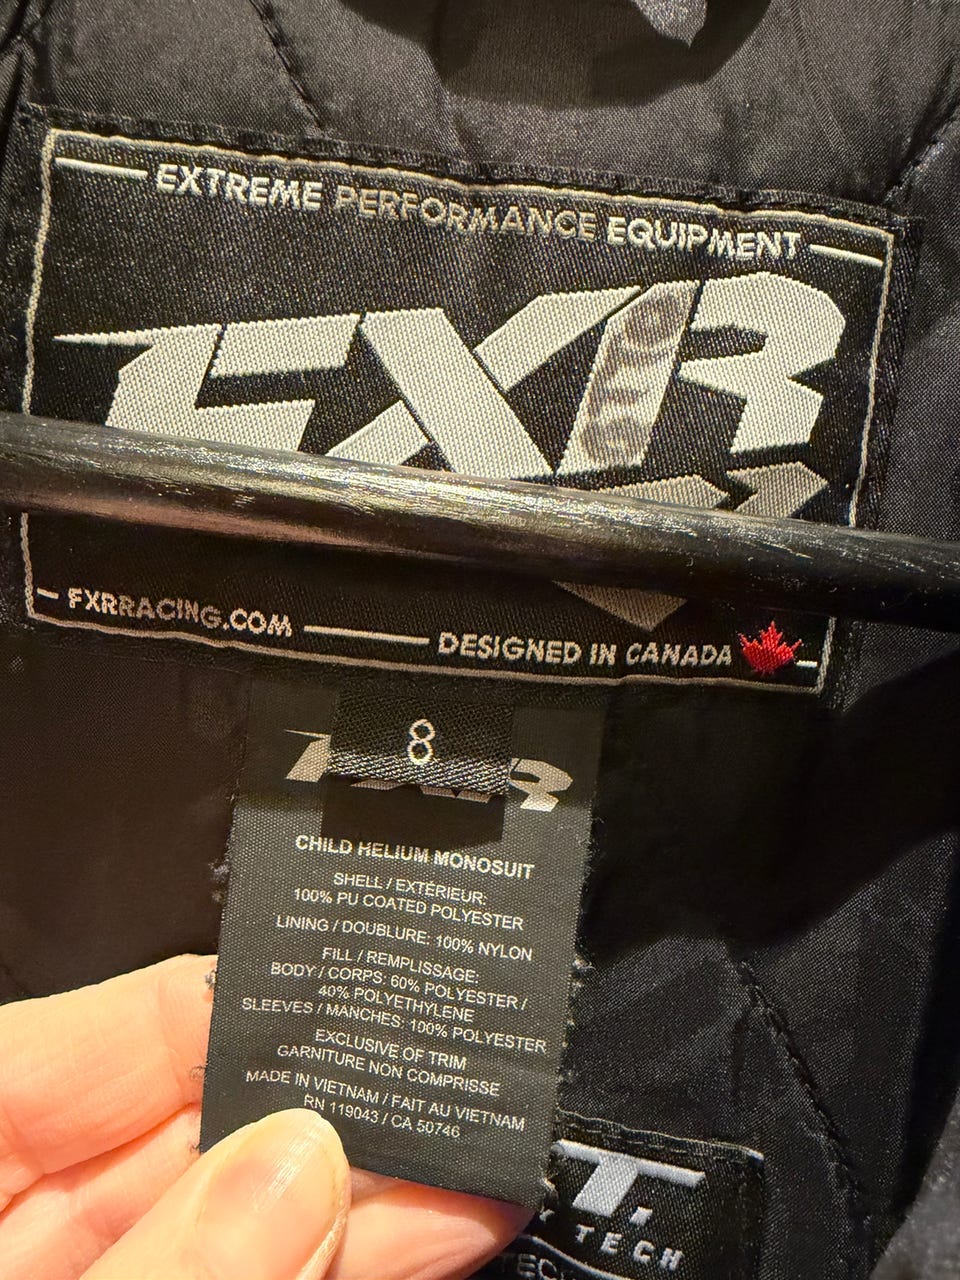 EXTREME PERFORMANCE EQUIPMENT
FXR
FXRRACING.COM
DESIGNED IN CANADA
8
FXR
CHILD HELIUM MONOSUIT
SHELL / EXTÉRIEUR:
100% PU COATED POLYESTER
LINING / DOUBLURE: 100% NYLON
FILL / REMPLISSAGE:
BODY / CORPS: 60% POLYESTER /
40% POLYETHYLENE
SLEEVES / MANCHES: 100% POLYESTER
EXCLUSIVE OF TRIM
GARNITURE NON COMPRISSE
MADE IN VIETNAM / FAIT AU VIETNAM
RN 119043 / CA 50746
T.
TECH